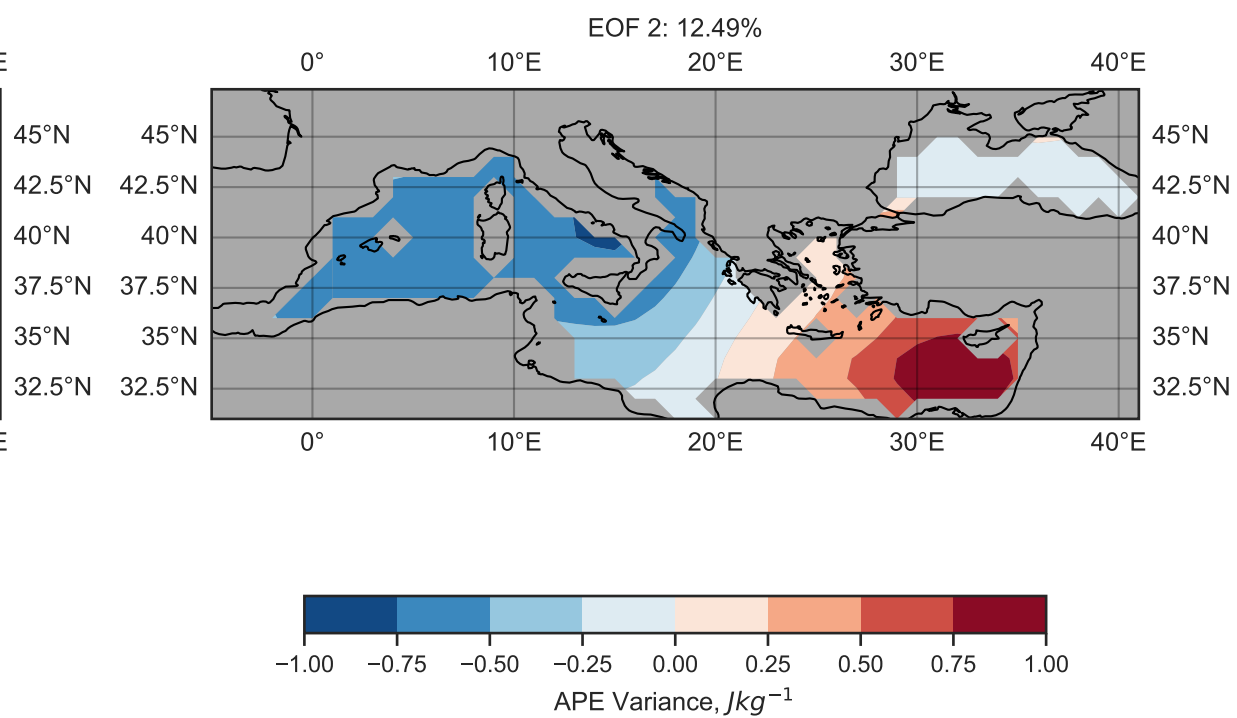 EOF 2: 12.49%
E 0° 10°E 20°E 30°E 40°E
45°N 45°N 45°N
42.5°N 42.5°N 42.5°N
40°N 40°N 40°N
37.5°N 37.5°N 37.5°N
35°N 35°N 35°N
32.5°N 32.5°N 32.5°N
E 0° 10°E 20°E 30°E 40°E
−1.00 −0.75 −0.50 −0.25 0.00 0.25 0.50 0.75 1.00
APE Variance, Jkg⁻¹